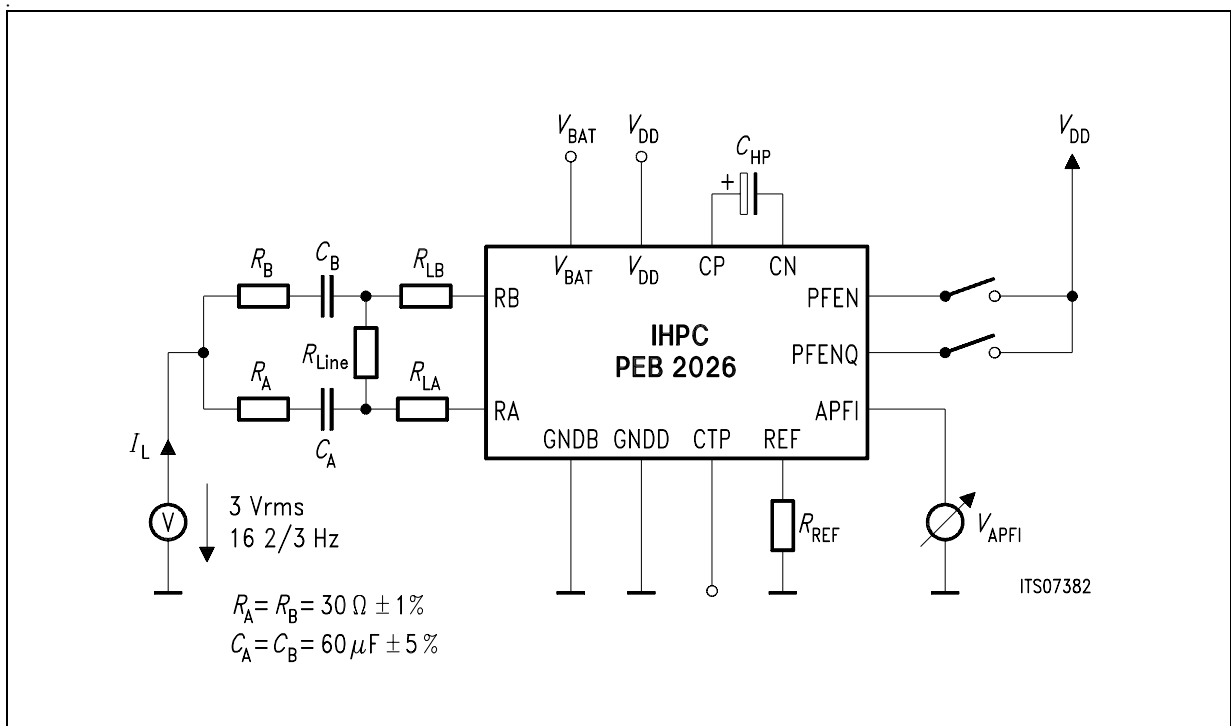 V_BAT V_DD V_DD
C_HP
+
R_B C_B R_LB
V_BAT V_DD CP CN
RB PFEN
R_Line
IHPC
PEB 2026
PFENQ
R_A R_LA
RA APFI
C_A
GNDB GNDD CTP REF
I_L
V
3 Vrms
16 2/3 Hz
R_REF
V_APFI
ITS07382
R_A = R_B = 30 Ω ± 1%
C_A = C_B = 60 μF ± 5%